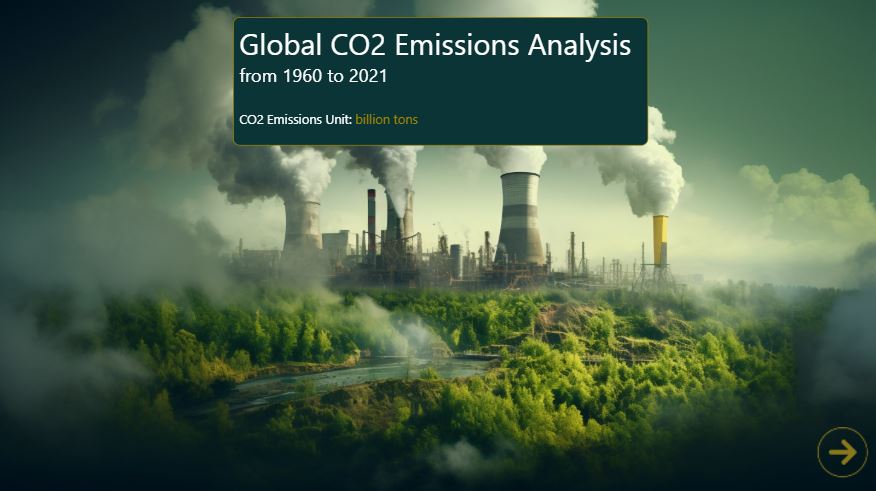 Global CO2 Emissions Analysis
from 1960 to 2021
CO2 Emissions Unit: billion tons